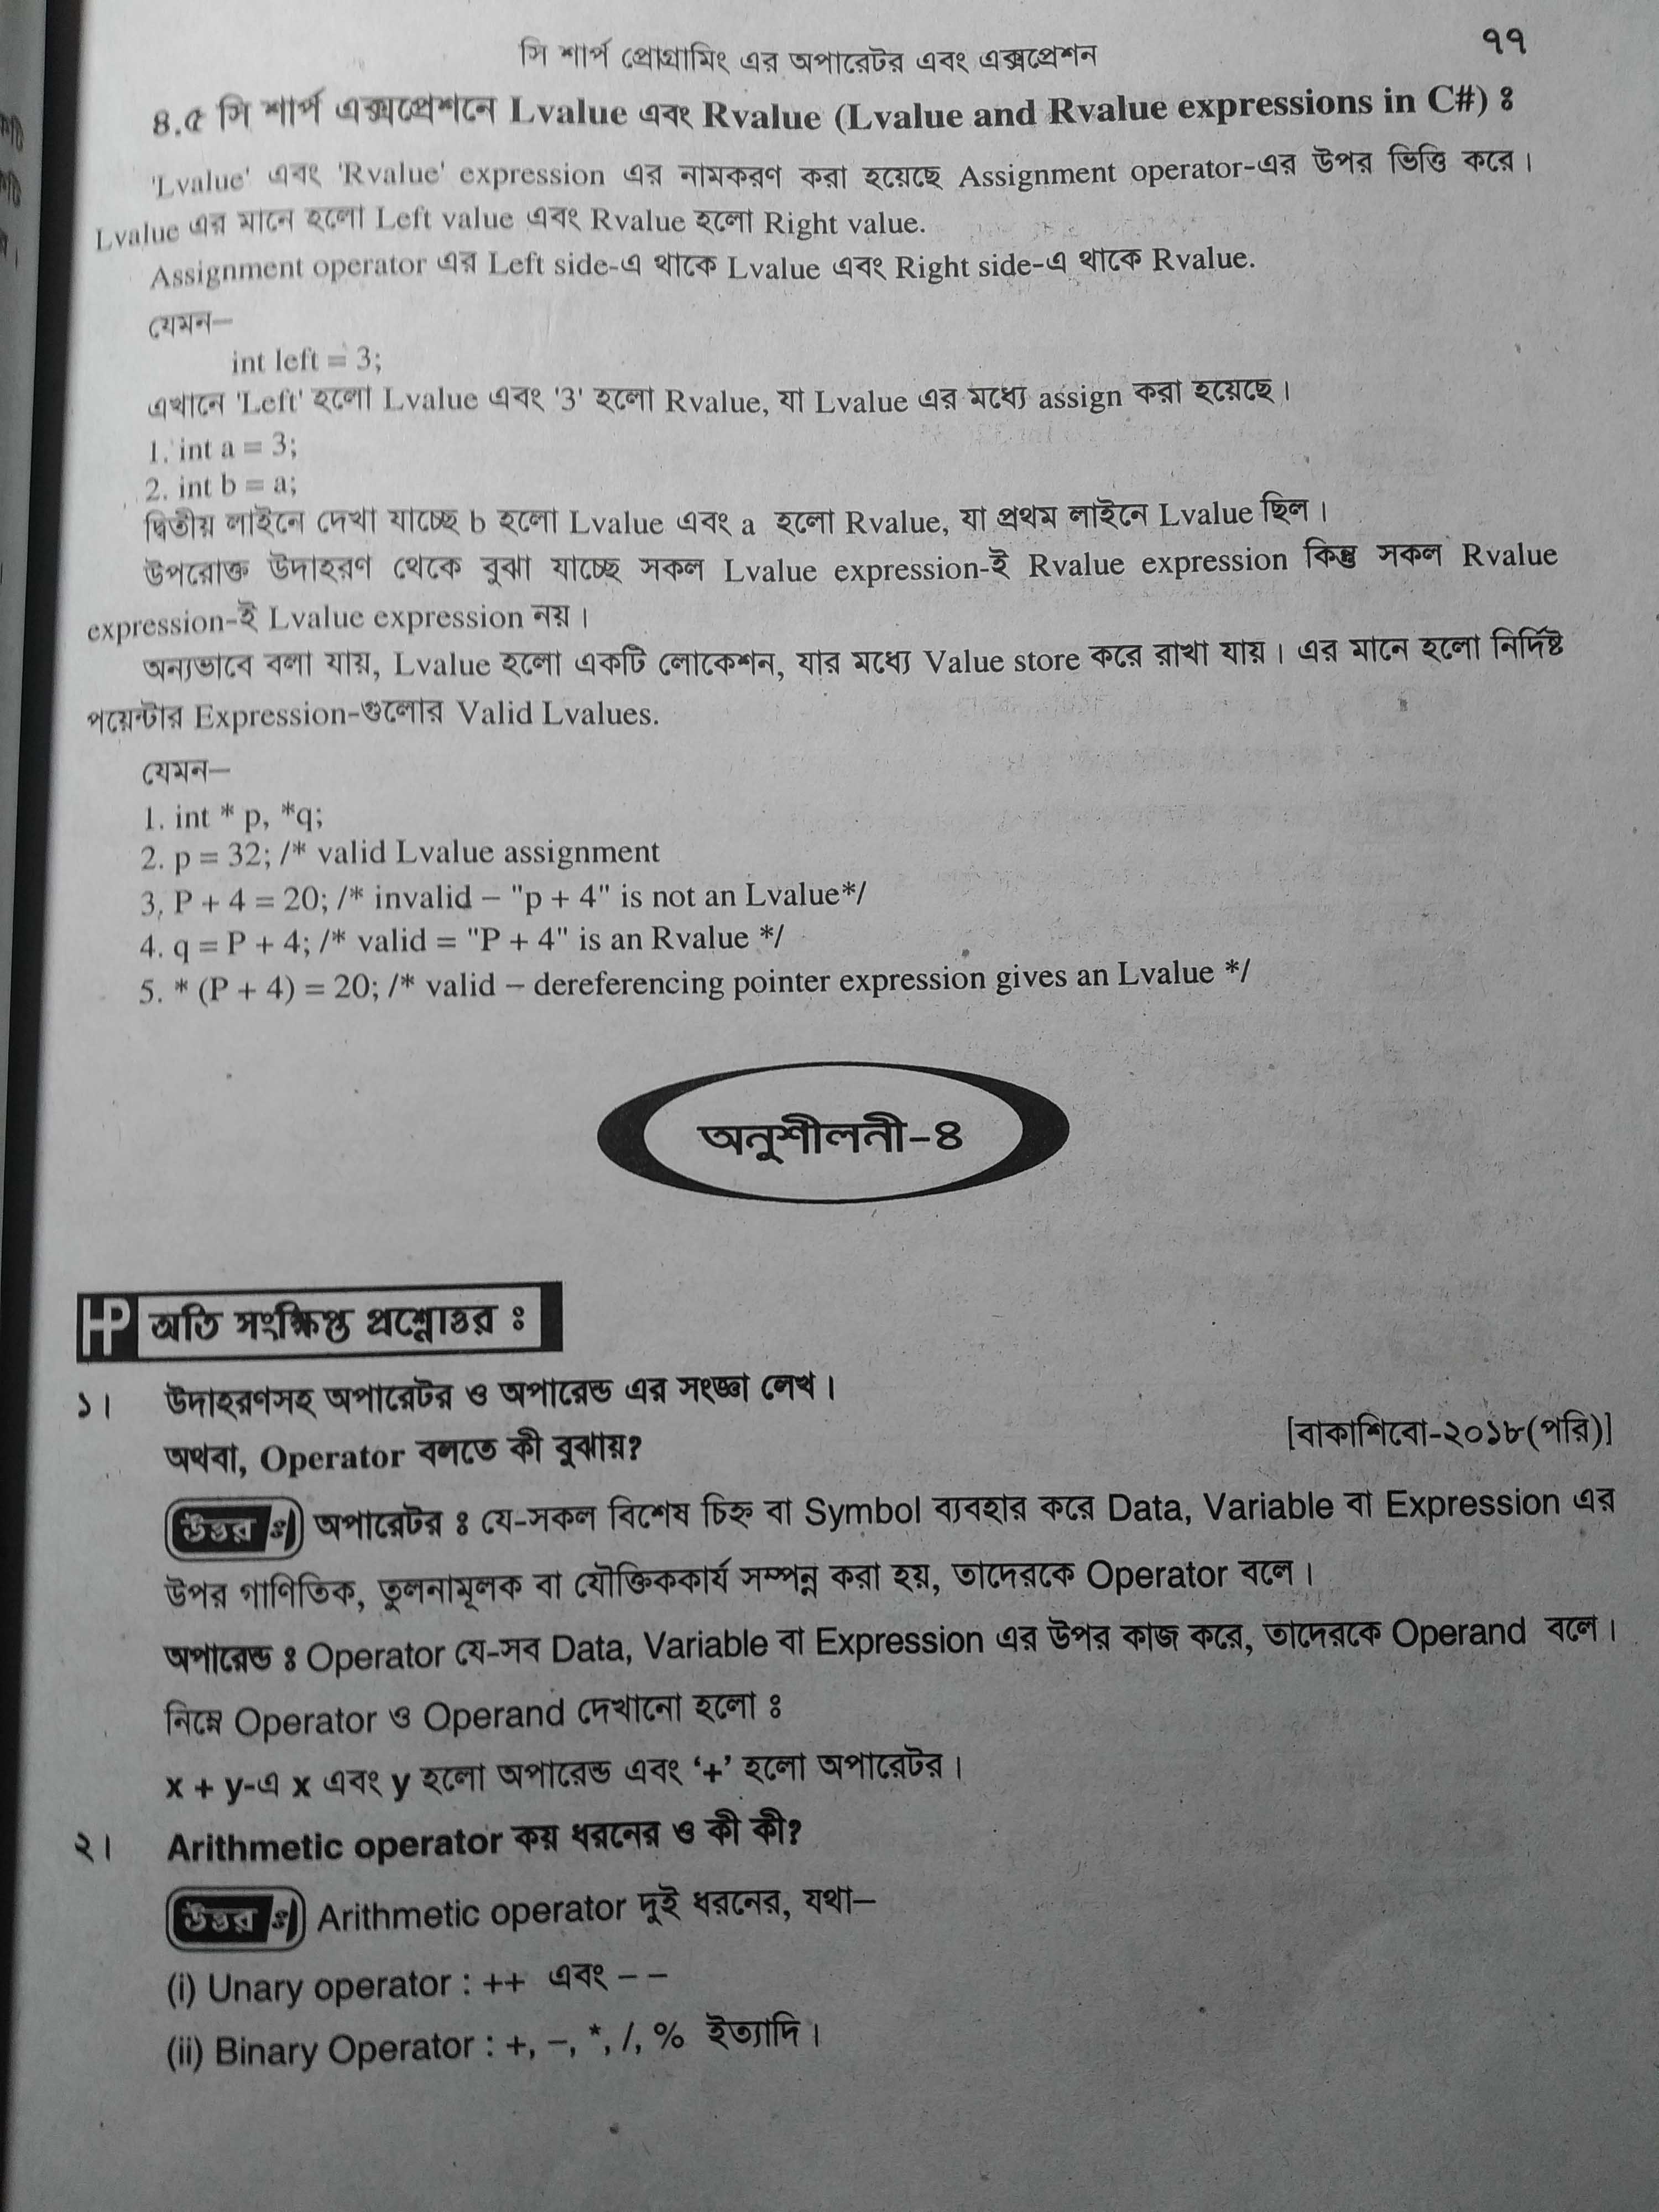 সি শার্প প্রোগ্রামিং এর অপারেটর এবং এক্সপ্রেশন
৭৭
৪.৫ সি শার্প এক্সপ্রেশনে Lvalue এবং Rvalue (Lvalue and Rvalue expressions in C#) ঃ
'Lvalue' এবং 'Rvalue' expression এর নামকরণ করা হয়েছে Assignment operator-এর উপর ভিত্তি করে।
Lvalue এর মানে হলো Left value এবং Rvalue হলো Right value.
Assignment operator এর Left side-এ থাকে Lvalue এবং Right side-এ থাকে Rvalue.
যেমন—
int left = 3;
এখানে 'Left' হলো Lvalue এবং '3' হলো Rvalue, যা Lvalue এর মধ্যে assign করা হয়েছে।
1. int a = 3;
2. int b = a;
দ্বিতীয় লাইনে দেখা যাচ্ছে b হলো Lvalue এবং a হলো Rvalue, যা প্রথম লাইনে Lvalue ছিল।
উপরোক্ত উদাহরণ থেকে বুঝা যাচ্ছে সকল Lvalue expression-ই Rvalue expression কিন্তু সকল Rvalue
expression-ই Lvalue expression নয়।
অন্যভাবে বলা যায়, Lvalue হলো একটি লোকেশন, যার মধ্যে Value store করে রাখা যায়। এর মানে হলো নির্দিষ্ট
পয়েন্টার Expression-গুলোর Valid Lvalues.
যেমন—
1. int * p, *q;
2. p = 32; /* valid Lvalue assignment
3. P + 4 = 20; /* invalid – "p + 4" is not an Lvalue*/
4. q = P + 4; /* valid = "P + 4" is an Rvalue */
5. * (P + 4) = 20; /* valid – dereferencing pointer expression gives an Lvalue */
অনুশীলনী-৪
HP অতি সংক্ষিপ্ত প্রশ্নোত্তর ঃ
১। উদাহরণসহ অপারেটর ও অপারেন্ড এর সংজ্ঞা লেখ।
অথবা, Operator বলতে কী বুঝায়? [বাকাশিবো-২০১৮(পরি)]
উত্তর ঃ অপারেটর ঃ যে-সকল বিশেষ চিহ্ন বা Symbol ব্যবহার করে Data, Variable বা Expression এর
উপর গাণিতিক, তুলনামূলক বা যৌক্তিককার্য সম্পন্ন করা হয়, তাদেরকে Operator বলে।
অপারেন্ড ঃ Operator যে-সব Data, Variable বা Expression এর উপর কাজ করে, তাদেরকে Operand বলে।
নিম্নে Operator ও Operand দেখানো হলো ঃ
x + y-এ x এবং y হলো অপারেন্ড এবং ‘+’ হলো অপারেটর।
২। Arithmetic operator কয় ধরনের ও কী কী?
উত্তর ঃ Arithmetic operator দুই ধরনের, যথা—
(i) Unary operator : ++ এবং – –
(ii) Binary Operator : +, –, *, /, % ইত্যাদি।